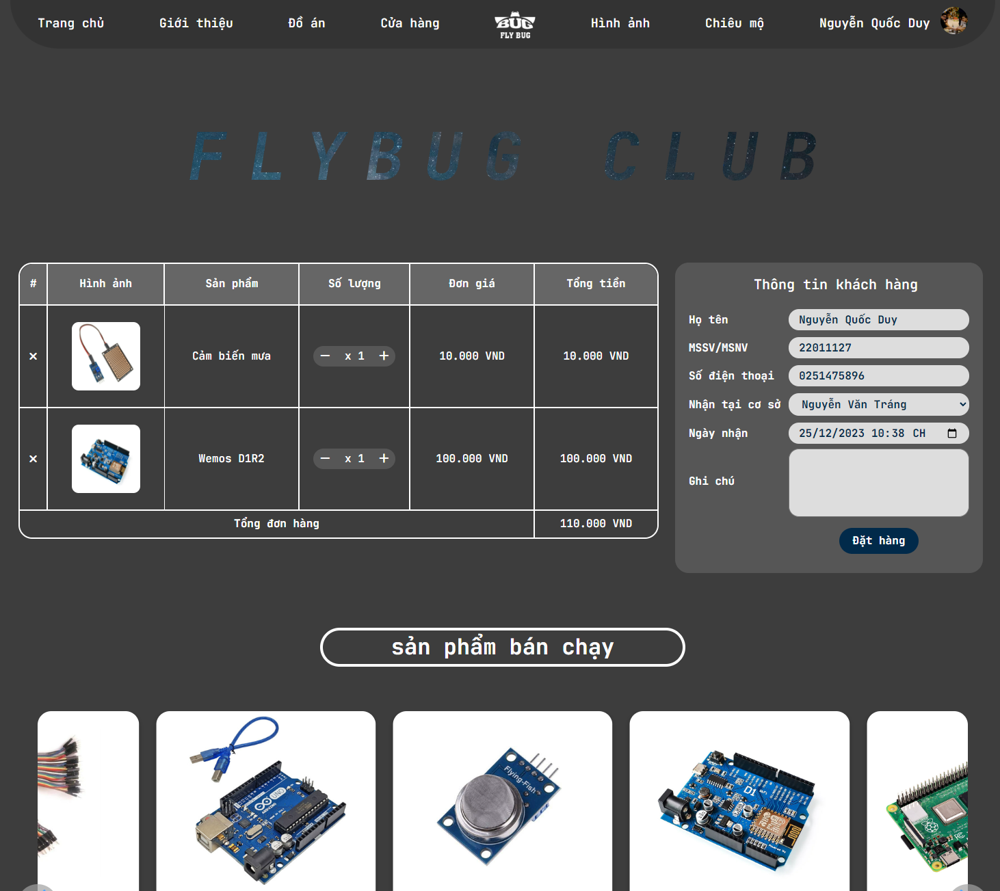 Trang chủ Giới thiệu Đồ án Cửa hàng BUG FLY BUG Hình ảnh Chiêu mộ Nguyễn Quốc Duy
FLYBUG CLUB
# Hình ảnh Sản phẩm Số lượng Đơn giá Tổng tiền
× Cảm biến mưa − x 1 + 10.000 VND 10.000 VND
× Wemos D1R2 − x 1 + 100.000 VND 100.000 VND
Tổng đơn hàng 110.000 VND
Thông tin khách hàng
Họ tên Nguyễn Quốc Duy
MSSV/MSNV 22011127
Số điện thoại 0251475896
Nhận tại cơ sở Nguyễn Văn Tráng
Ngày nhận 25/12/2023 10:38 CH
Ghi chú
Đặt hàng
sản phẩm bán chạy
UNO
ARDUINO
Flying-Fish
D1